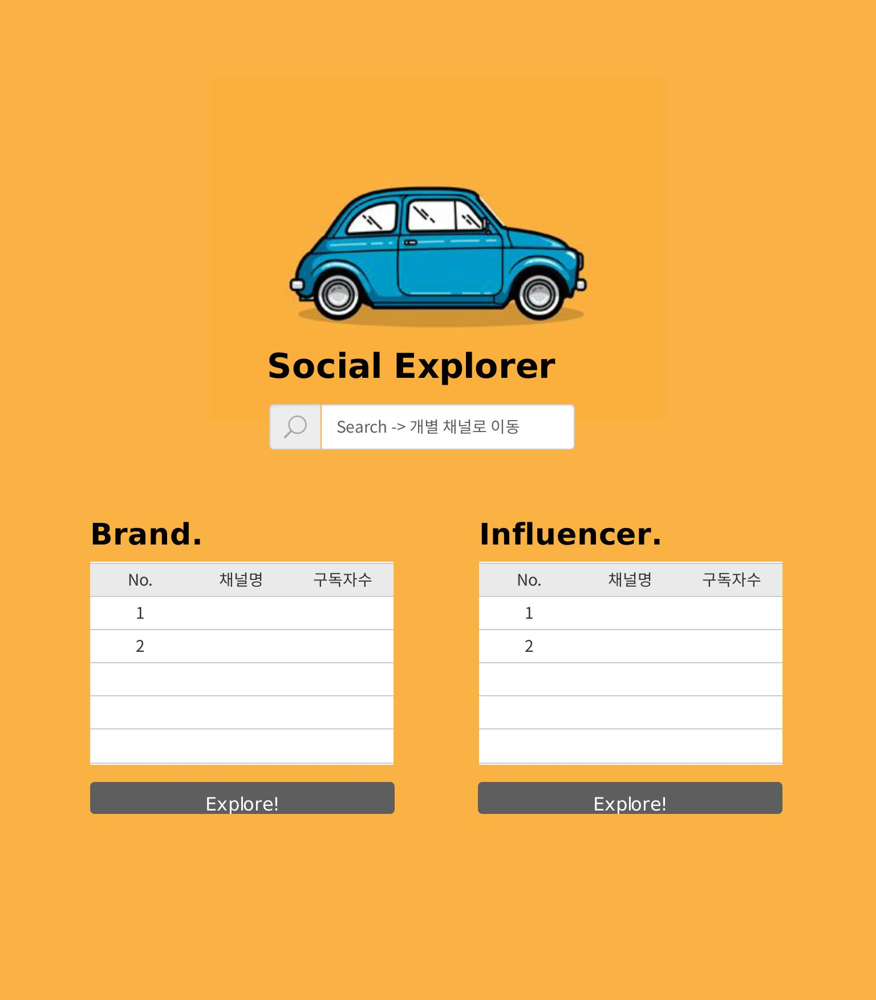 Social Explorer
Search -> 개별 채널로 이동
Brand.
No. 채널명 구독자수
1
2
Explore!
Influencer.
No. 채널명 구독자수
1
2
Explore!